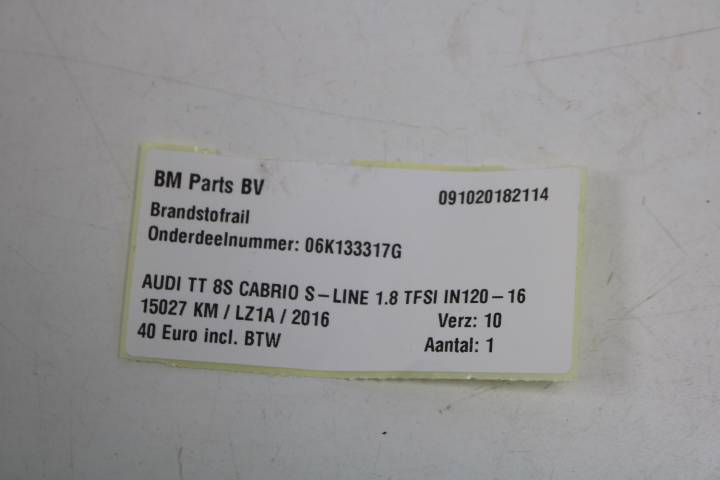 BM Parts BV 091020182114
Brandstofrail
Onderdeelnummer: 06K133317G
AUDI TT 8S CABRIO S-LINE 1.8 TFSI IN120-16
15027 KM / LZ1A / 2016 Verz: 10
40 Euro incl. BTW Aantal: 1